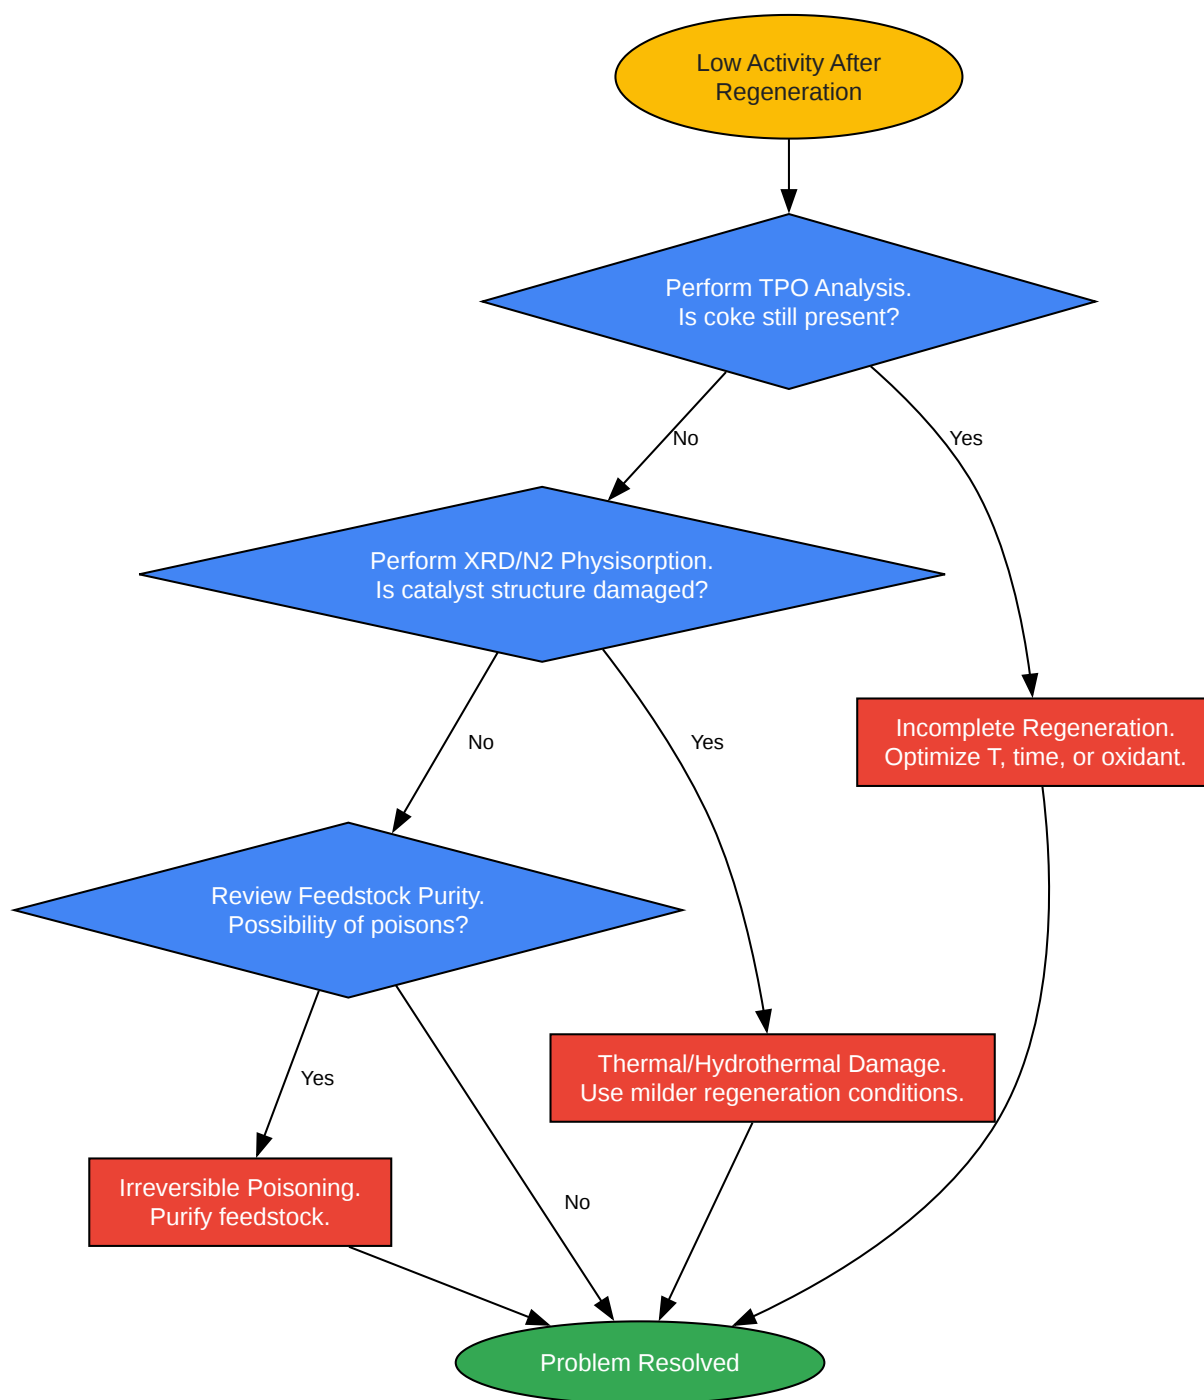 Low Activity After
Regeneration
Perform TPO Analysis.
Is coke still present?
No
Yes
Perform XRD/N2 Physisorption.
Is catalyst structure damaged?
Incomplete Regeneration.
Optimize T, time, or oxidant.
No
Yes
Review Feedstock Purity.
Possibility of poisons?
Thermal/Hydrothermal Damage.
Use milder regeneration conditions.
Yes
Irreversible Poisoning.
Purify feedstock.
No
Problem Resolved